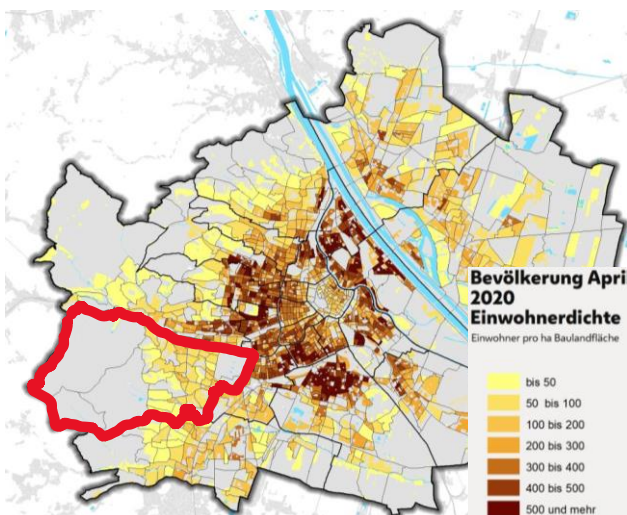 Bevölkerung Apri
2020
Einwohnerdichte
Einwohner pro ha Baulandfläche
bis 50
50 bis 100
100 bis 200
200 bis 300
300 bis 400
400 bis 500
500 und mehr